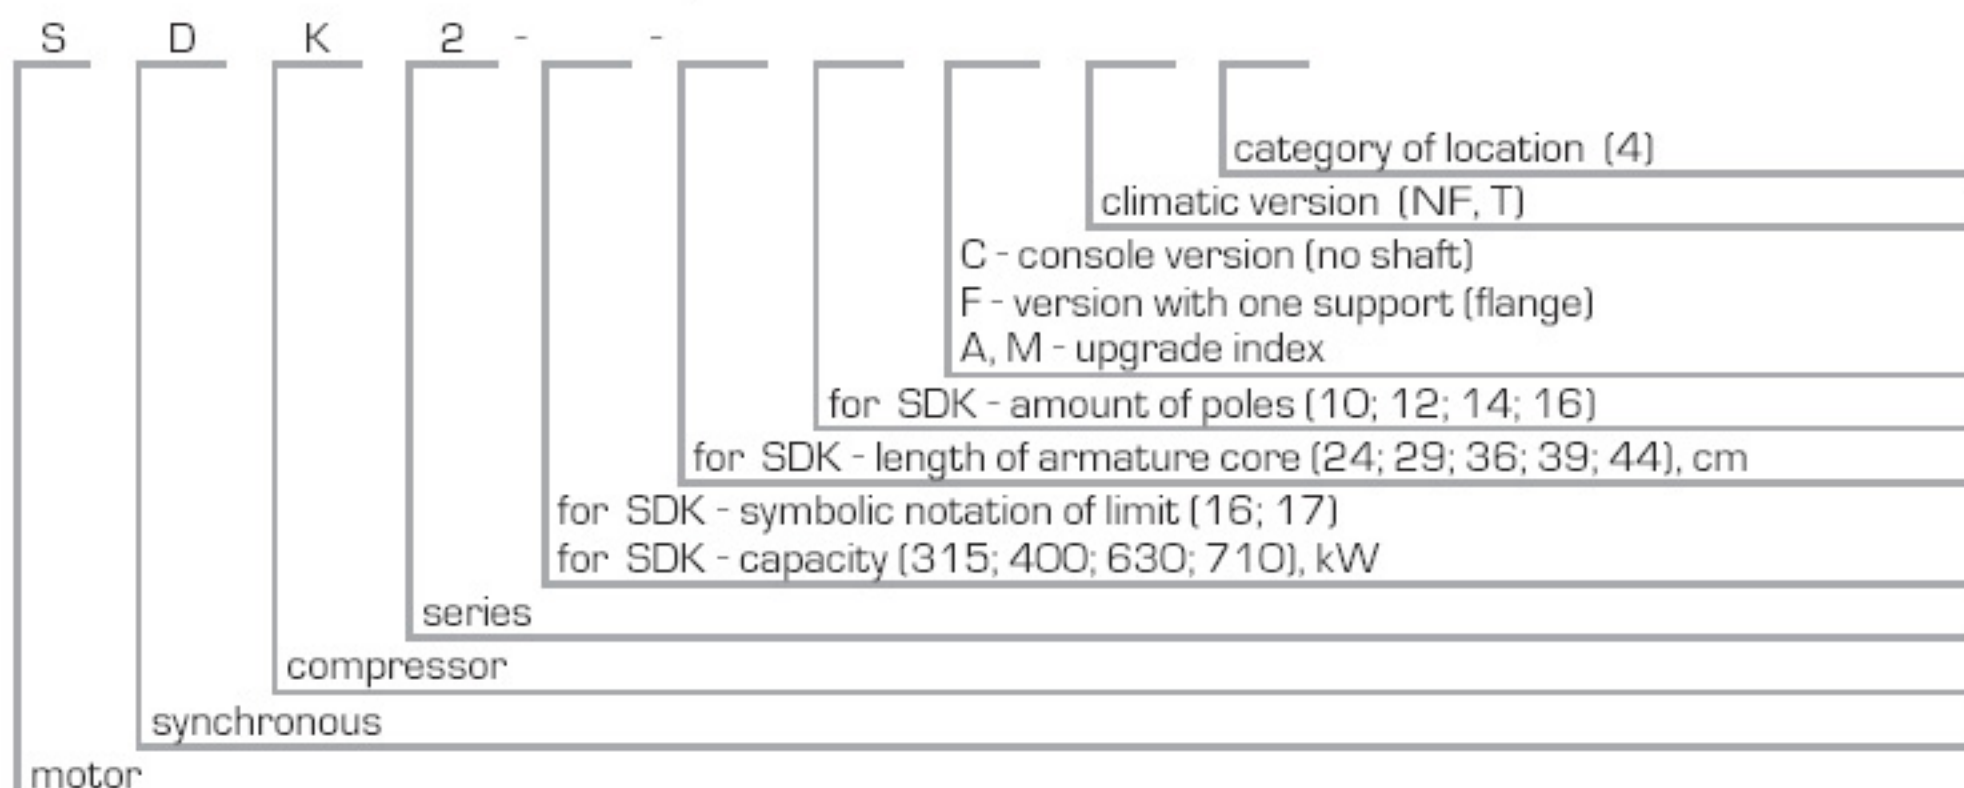 S D K 2 - -
category of location (4)
climatic version (NF, T)
C - console version (no shaft)
F - version with one support (flange)
A, M - upgrade index
for SDK - amount of poles (10; 12; 14; 16)
for SDK - length of armature core (24; 29; 36; 39; 44), cm
for SDK - symbolic notation of limit (16; 17)
for SDK - capacity (315; 400; 630; 710), kW
series
compressor
synchronous
motor